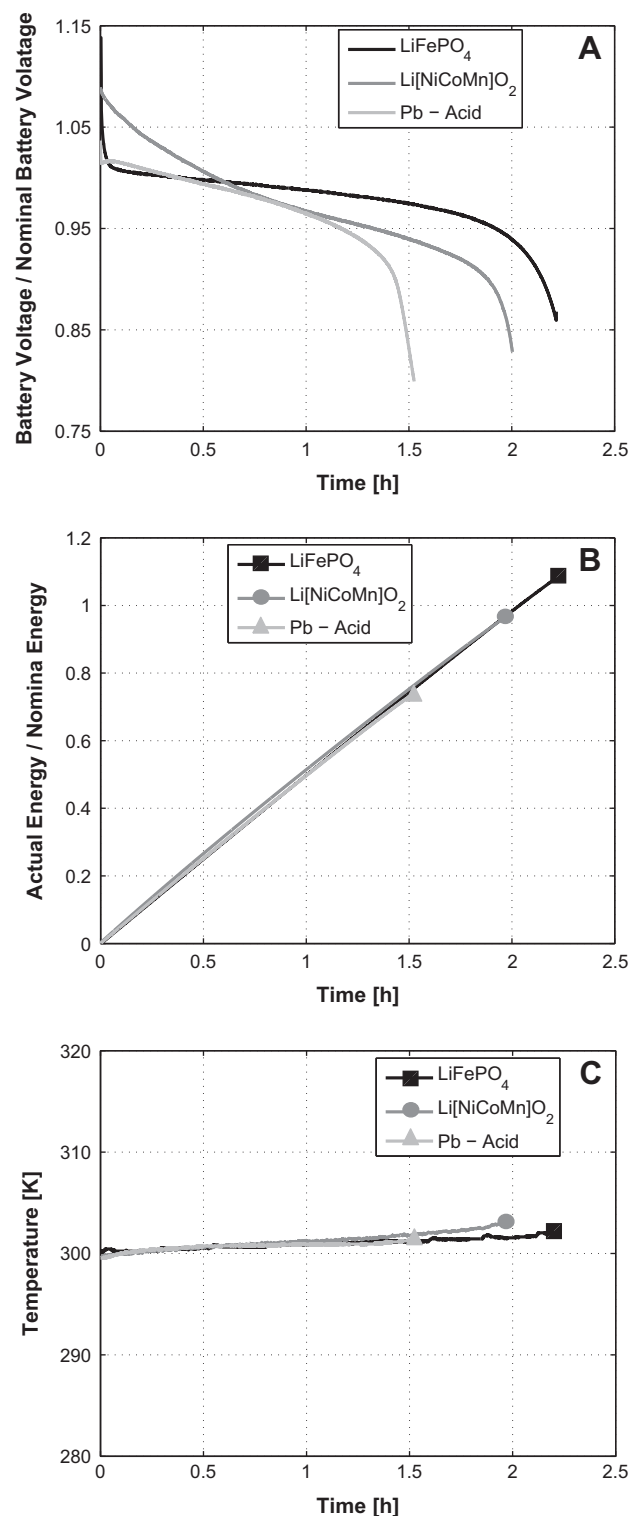 A
LiFePO4
Li[NiCoMn]O2
Pb − Acid
Battery Voltage / Nominal Battery Volatage
1.15
1.05
0.95
0.85
0.75
0 0.5 1 1.5 2 2.5
Time [h]
B
LiFePO4
Li[NiCoMn]O2
Pb − Acid
Actual Energy / Nomina Energy
1.2
1
0.8
0.6
0.4
0.2
0
0 0.5 1 1.5 2 2.5
Time [h]
C
LiFePO4
Li[NiCoMn]O2
Pb − Acid
Temperature [K]
320
310
300
290
280
0 0.5 1 1.5 2 2.5
Time [h]